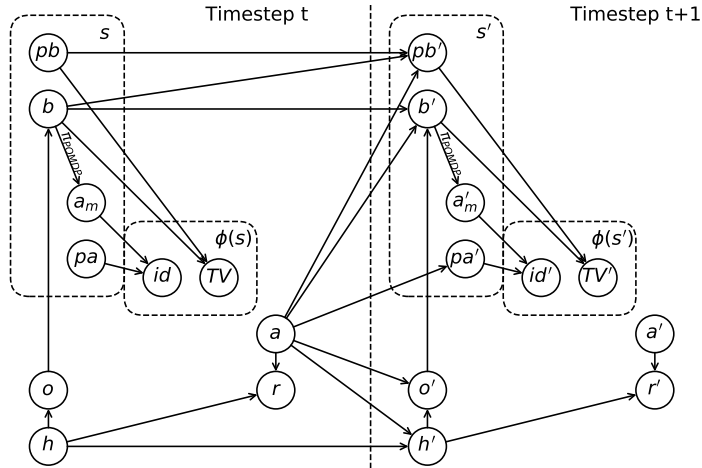 Timestep t
Timestep t+1
s
s′
pb
pb′
b
b′
π_POMDP
π_POMDP
a_m
a′_m
ϕ(s)
ϕ(s′)
pa
id
TV
pa′
id′
TV′
a
a′
o
r
o′
r′
h
h′